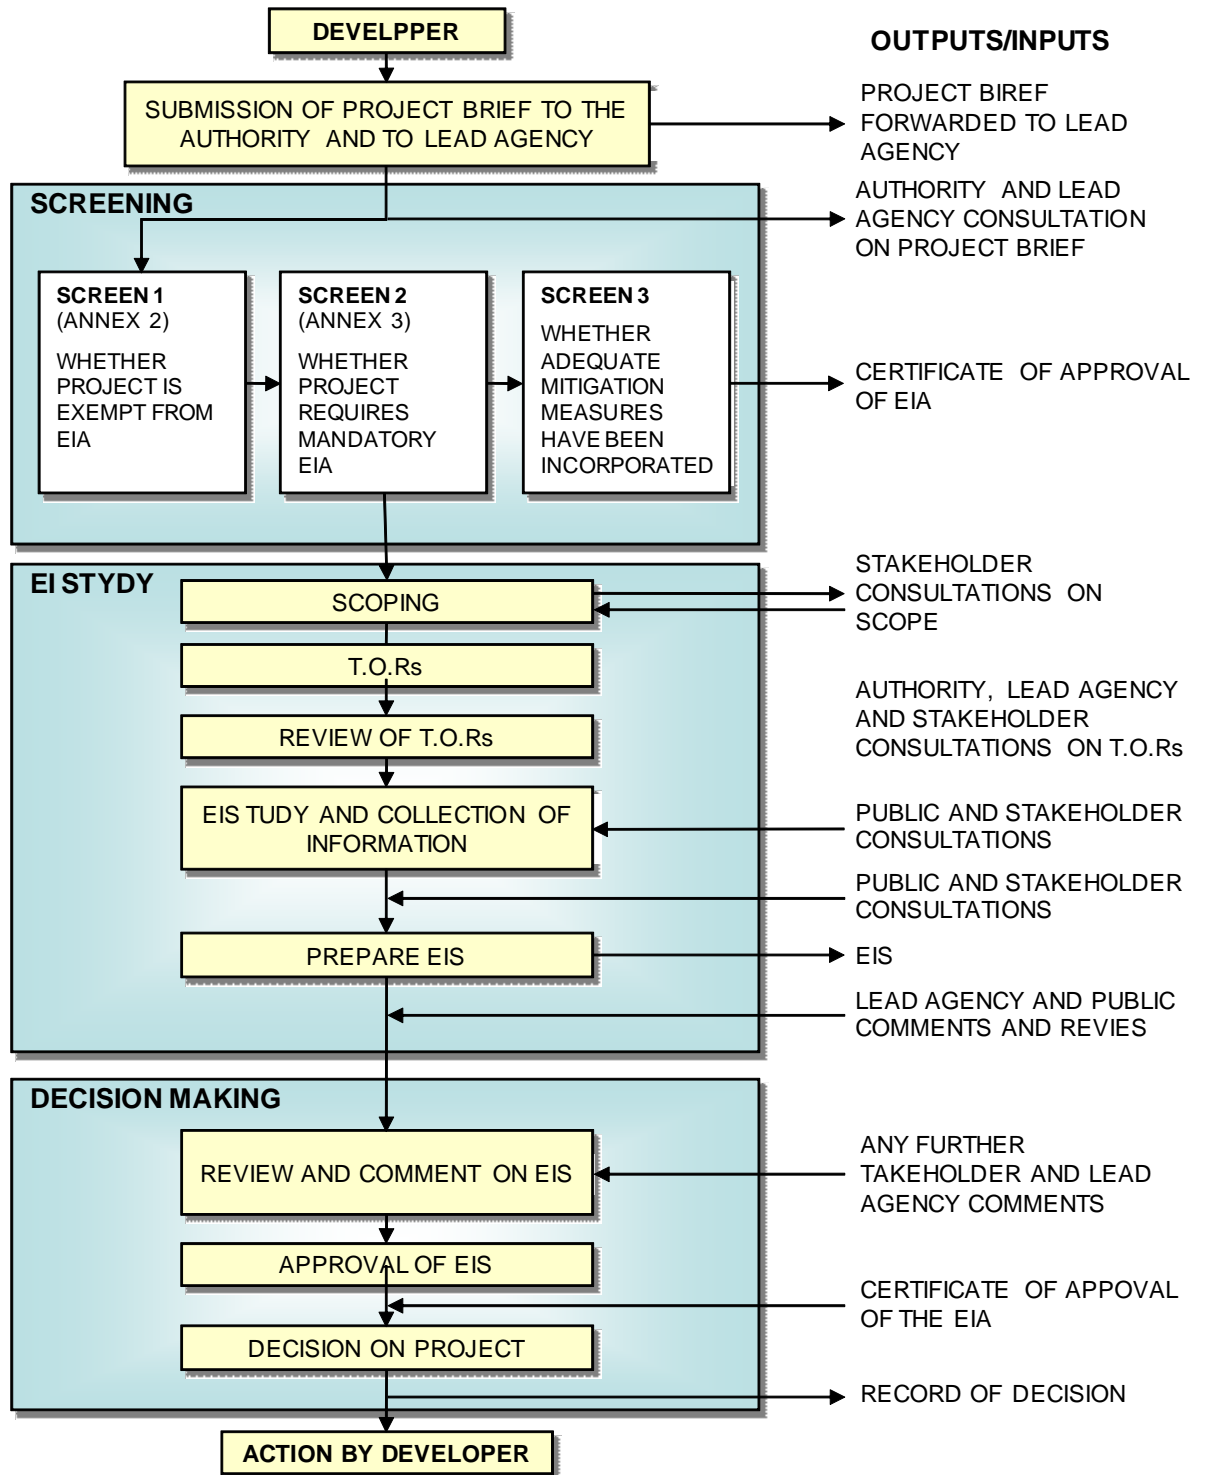 DEVELPPER
OUTPUTS/INPUTS
SUBMISSION OF PROJECT BRIEF TO THE
AUTHORITY AND TO LEAD AGENCY
PROJECT BIREF
FORWARDED TO LEAD
AGENCY
SCREENING
AUTHORITY AND LEAD
AGENCY CONSULTATION
ON PROJECT BRIEF
SCREEN 1
(ANNEX 2)
WHETHER
PROJECT IS
EXEMPT FROM
EIA
SCREEN 2
(ANNEX 3)
WHETHER
PROJECT
REQUIRES
MANDATORY
EIA
SCREEN 3
WHETHER
ADEQUATE
MITIGATION
MEASURES
HAVE BEEN
INCORPORATED
CERTIFICATE OF APPROVAL
OF EIA
EI STYDY
SCOPING
STAKEHOLDER
CONSULTATIONS ON
SCOPE
T.O.Rs
REVIEW OF T.O.Rs
AUTHORITY, LEAD AGENCY
AND STAKEHOLDER
CONSULTATIONS ON T.O.Rs
EIS TUDY AND COLLECTION OF
INFORMATION
PUBLIC AND STAKEHOLDER
CONSULTATIONS
PUBLIC AND STAKEHOLDER
CONSULTATIONS
PREPARE EIS
EIS
LEAD AGENCY AND PUBLIC
COMMENTS AND REVIES
DECISION MAKING
REVIEW AND COMMENT ON EIS
ANY FURTHER
TAKEHOLDER AND LEAD
AGENCY COMMENTS
APPROVAL OF EIS
CERTIFICATE OF APPOVAL
OF THE EIA
DECISION ON PROJECT
RECORD OF DECISION
ACTION BY DEVELOPER